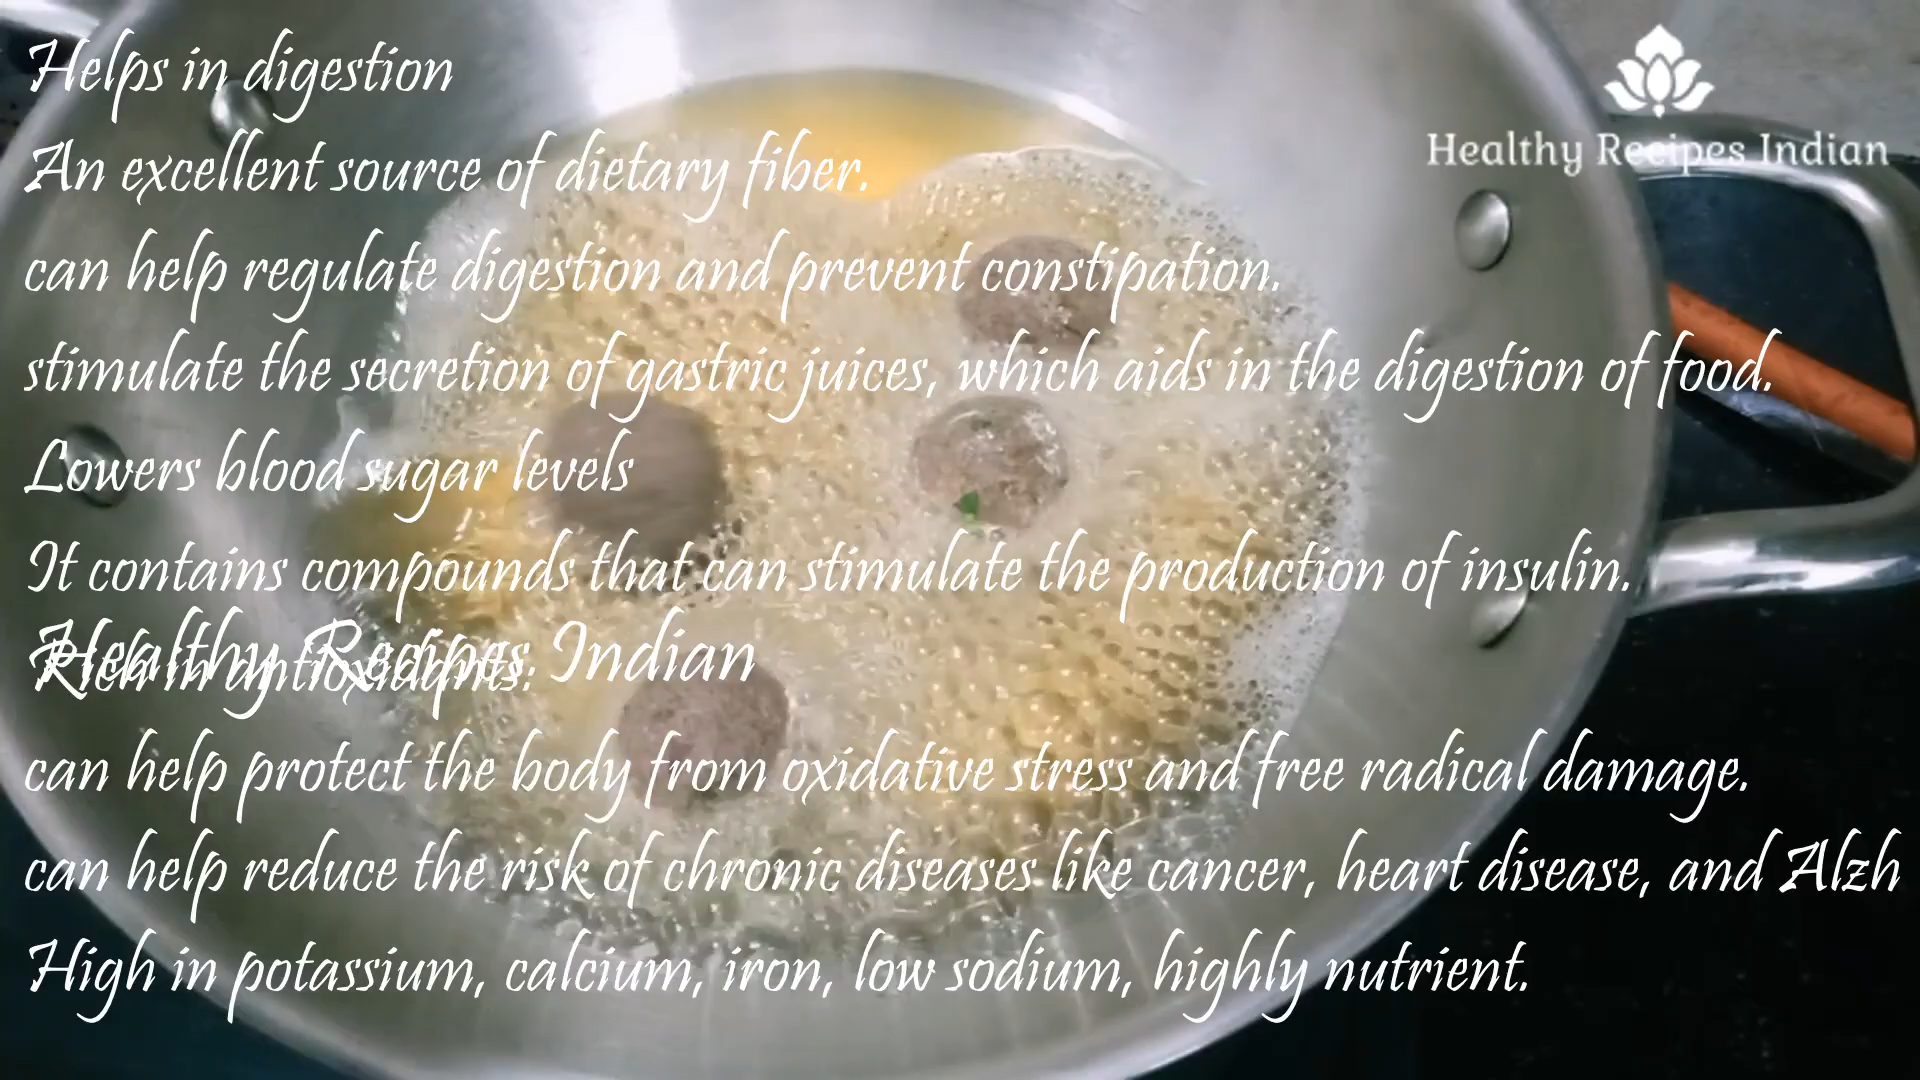 Helps in digestion
Healthy Recipes Indian
An excellent source of dietary fiber.
can help regulate digestion and prevent constipation.
stimulate the secretion of gastric juices, which aids in the digestion of food.
Lowers blood sugar levels
It contains compounds that can stimulate the production of insulin.
Healthy Recipes Indian
Rich in antioxidants.
can help protect the body from oxidative stress and free radical damage.
can help reduce the risk of chronic diseases like cancer, heart disease, and Alzh
High in potassium, calcium, iron, low sodium, highly nutrient.